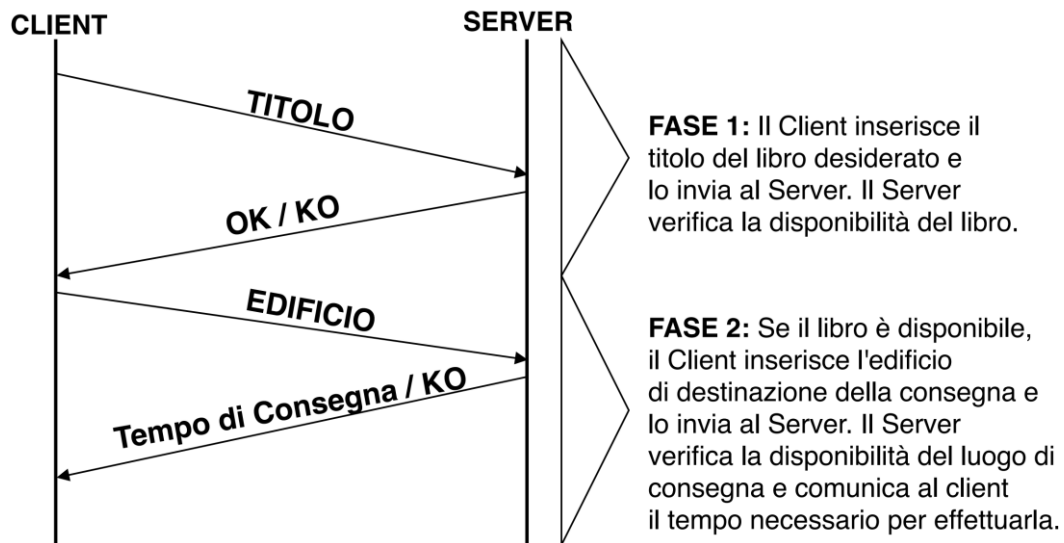 CLIENT
SERVER
TITOLO
OK / KO
EDIFICIO
Tempo di Consegna / KO
FASE 1: Il Client inserisce il
titolo del libro desiderato e
lo invia al Server. Il Server
verifica la disponibilità del libro.
FASE 2: Se il libro è disponibile,
il Client inserisce l'edificio
di destinazione della consegna e
lo invia al Server. Il Server
verifica la disponibilità del luogo di
consegna e comunica al client
il tempo necessario per effettuarla.